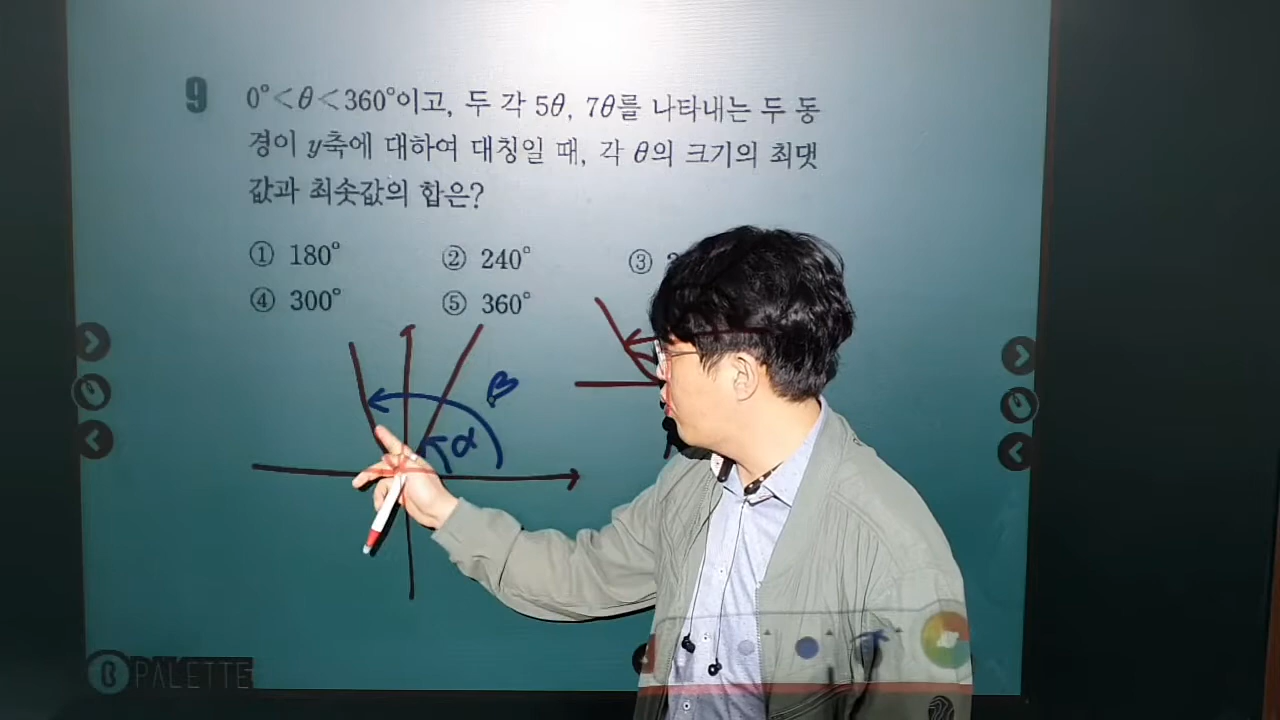 9 0°<θ<360°이고, 두 각 5θ, 7θ를 나타내는 두 동
경이 y축에 대하여 대칭일 때, 각 θ의 크기의 최댓
값과 최솟값의 합은?
① 180° ② 240° ③
④ 300° ⑤ 360°
β
α
PALETTE